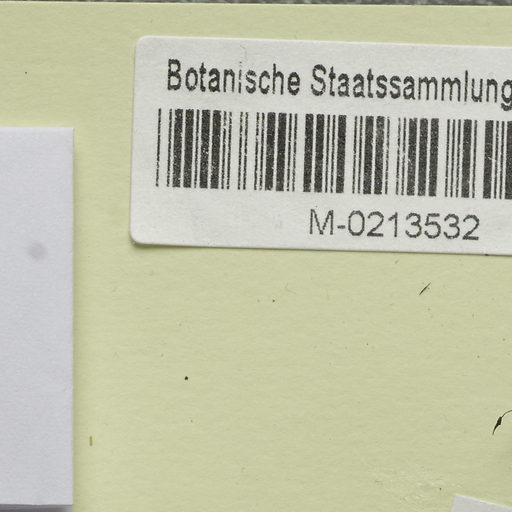 Botanische Staatssammlung
M-0213532